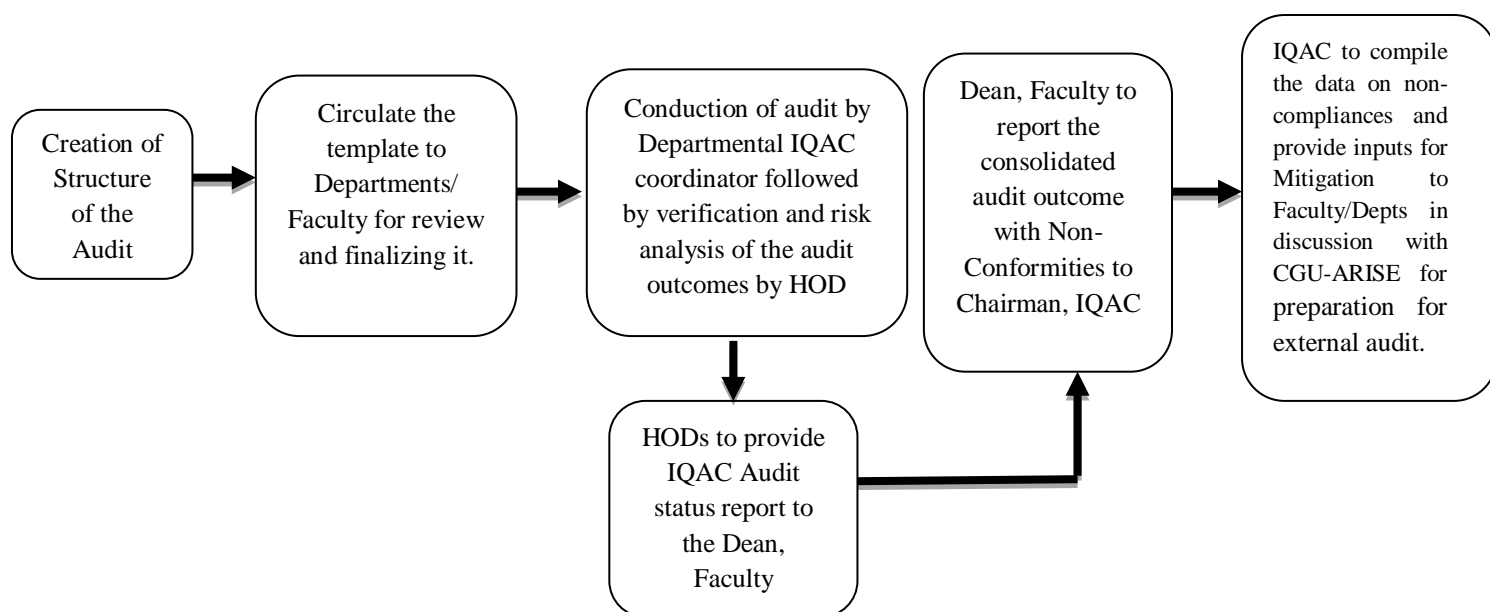 Creation of
Structure
of the
Audit
Circulate the
template to
Departments/
Faculty for review
and finalizing it.
Conduction of audit by
Departmental IQAC
coordinator followed
by verification and risk
analysis of the audit
outcomes by HOD
HODs to provide
IQAC Audit
status report to
the Dean,
Faculty
Dean, Faculty to
report the
consolidated
audit outcome
with Non-
Conformities to
Chairman, IQAC
IQAC to compile
the data on non-
compliances and
provide inputs for
Mitigation to
Faculty/Depts in
discussion with
CGU-ARISE for
preparation for
external audit.